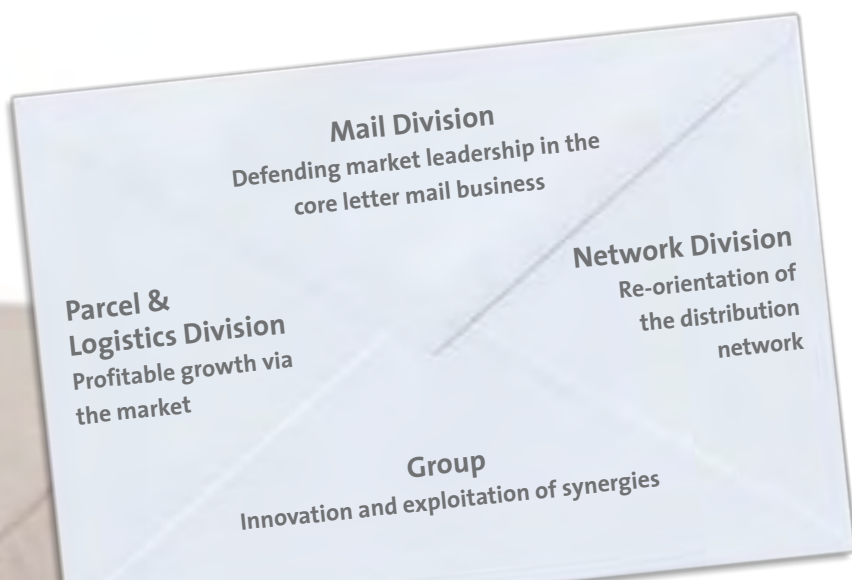 Mail Division
Defending market leadership in the
core letter mail business
Network Division
Re-orientation of
the distribution
network
Parcel &
Logistics Division
Profitable growth via
the market
Group
Innovation and exploitation of synergies